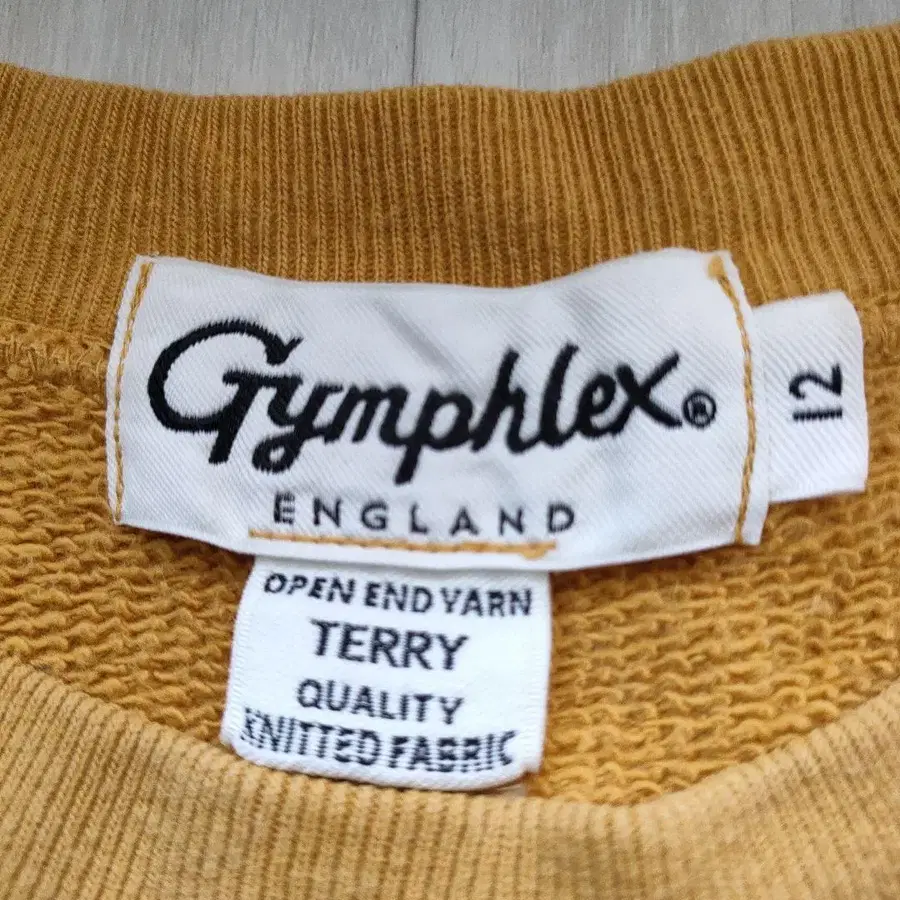 Gymphlex®
ENGLAND
12
OPEN END YARN
TERRY
QUALITY
KNITTED FABRIC